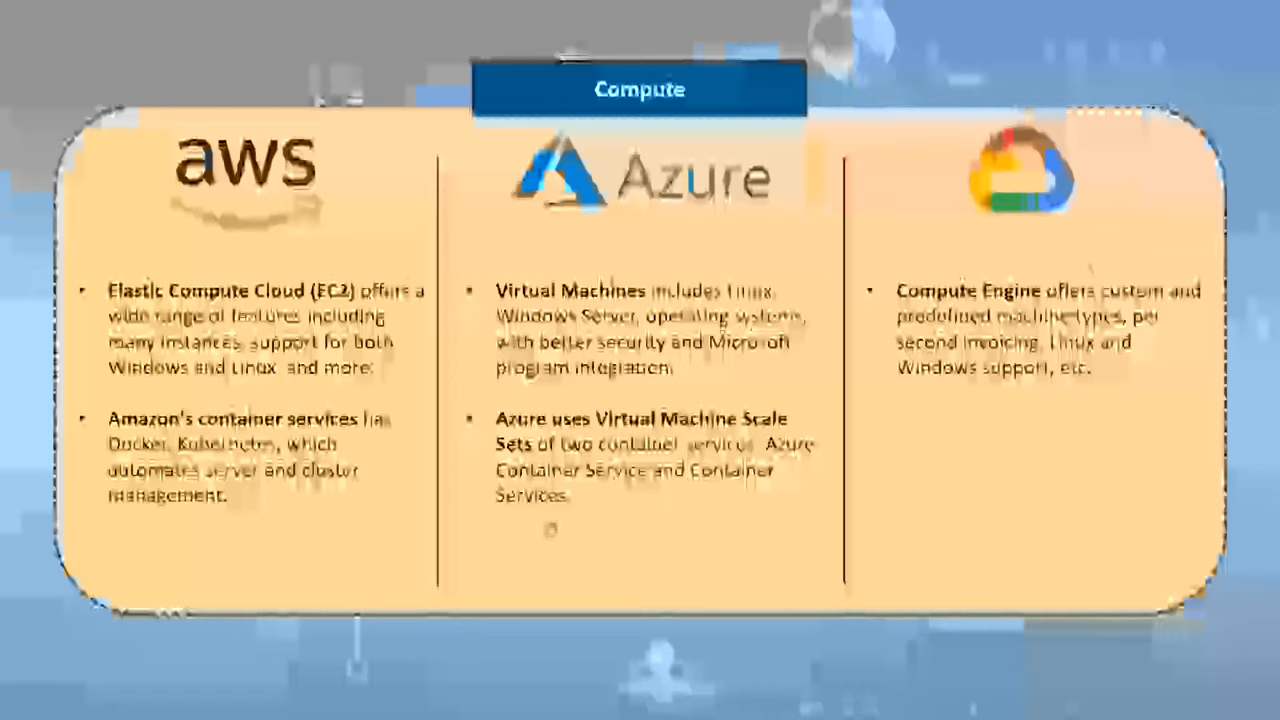 Compute
aws
Azure
• Elastic Compute Cloud (EC2) offers a
wide range of features including
many instances, support for both
Windows and Linux, and more.
• Amazon's container services has
Docker, Kubernetes, which
automates server and cluster
management.
• Virtual Machines includes Linux,
Windows Server, operating systems,
with better security and Microsoft
program integration.
• Azure uses Virtual Machine Scale
Sets of two container services Azure
Container Service and Container
Services.
• Compute Engine offers custom and
predefined machine types, per
second invoicing, Linux and
Windows support, etc.